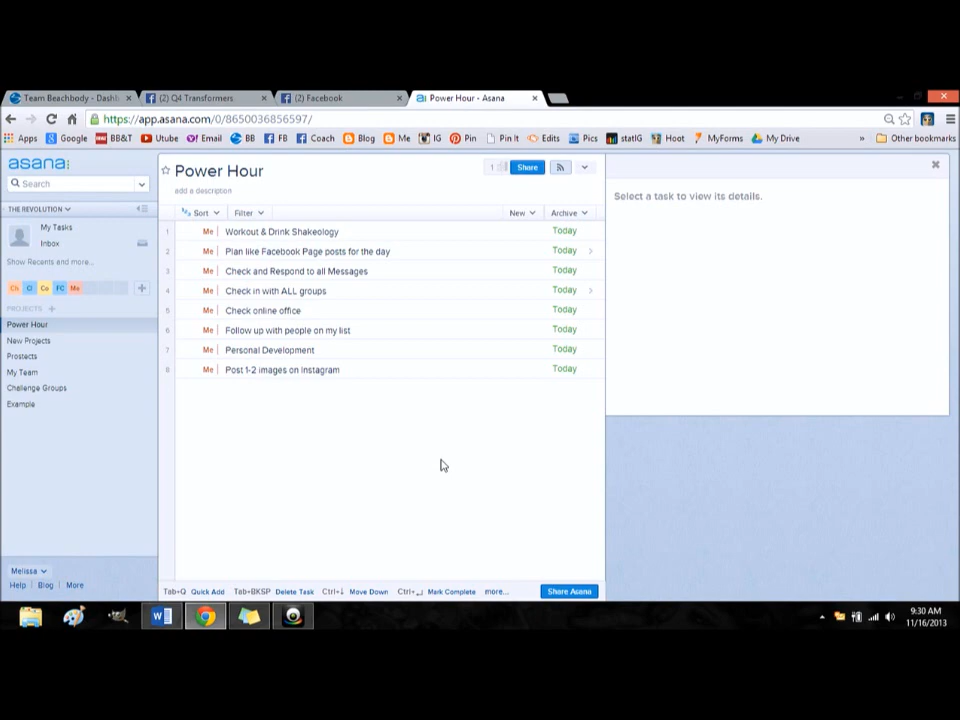 Team Beachbody - Dashb
(2) Q4 Transformers
(2) Facebook
Power Hour - Asana
https://app.asana.com/0/8650036856597/
Apps Google BB&T Utube Email BB FB Coach Blog Me IG Pin Pin It Edits Pics statIG Hoot MyForms My Drive » Other bookmarks
asana:
Search
THE REVOLUTION
My Tasks
Inbox
Show Recents and more...
Ch Cl Co FC Me
PROJECTS +
Power Hour
New Projects
Prostects
My Team
Challenge Groups
Example
Melissa
Help Blog More
Power Hour
add a description
1 Share
Sort Filter New Archive
1 Me Workout & Drink Shakeology Today
2 Me Plan like Facebook Page posts for the day Today
3 Me Check and Respond to all Messages Today
4 Me Check in with ALL groups Today
5 Me Check online office Today
6 Me Follow up with people on my list Today
7 Me Personal Development Today
8 Me Post 1-2 images on Instagram Today
Tab+Q Quick Add Tab+BKSP Delete Task Ctrl+↓ Move Down Ctrl+↵ Mark Complete more... Share Asana
Select a task to view its details.
9:30 AM
11/16/2013